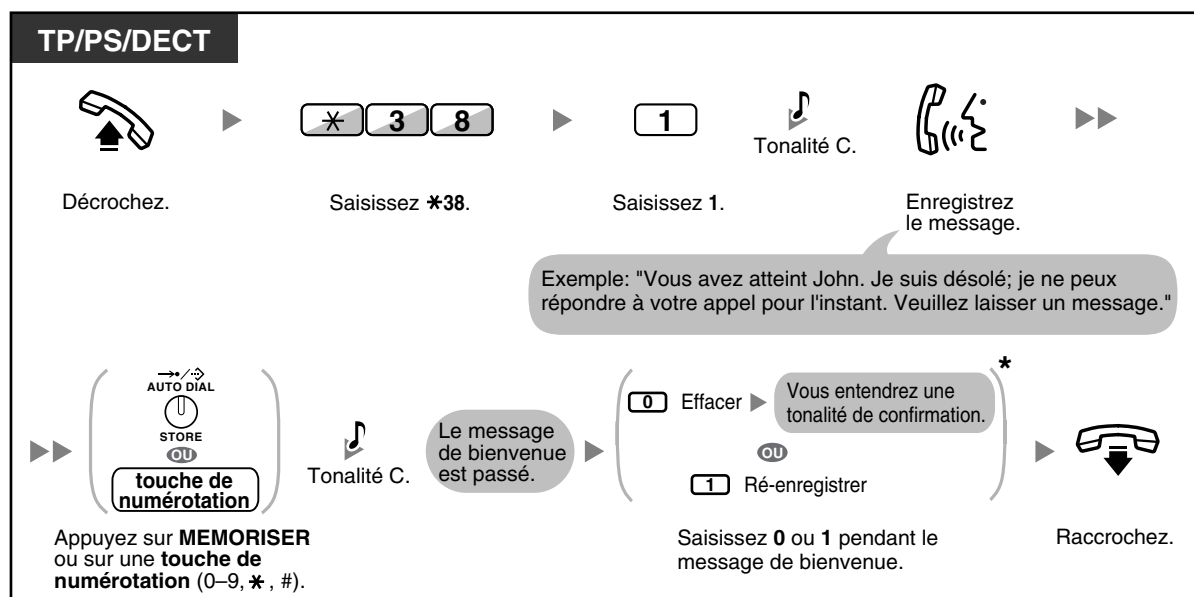 TP/PS/DECT
✳ 3 8
1
Tonalité C.
Décrochez.
Saisissez ✳38.
Saisissez 1.
Enregistrez
le message.
Exemple: "Vous avez atteint John. Je suis désolé; je ne peux
répondre à votre appel pour l'instant. Veuillez laisser un message."
AUTO DIAL
STORE
OU
touche de
numérotation
Appuyez sur MEMORISER
ou sur une touche de
numérotation (0–9, ✳, #).
Tonalité C.
Le message
de bienvenue
est passé.
0 Effacer
Vous entendrez une
tonalité de confirmation.
OU
1 Ré-enregistrer
*
Saisissez 0 ou 1 pendant le
message de bienvenue.
Raccrochez.